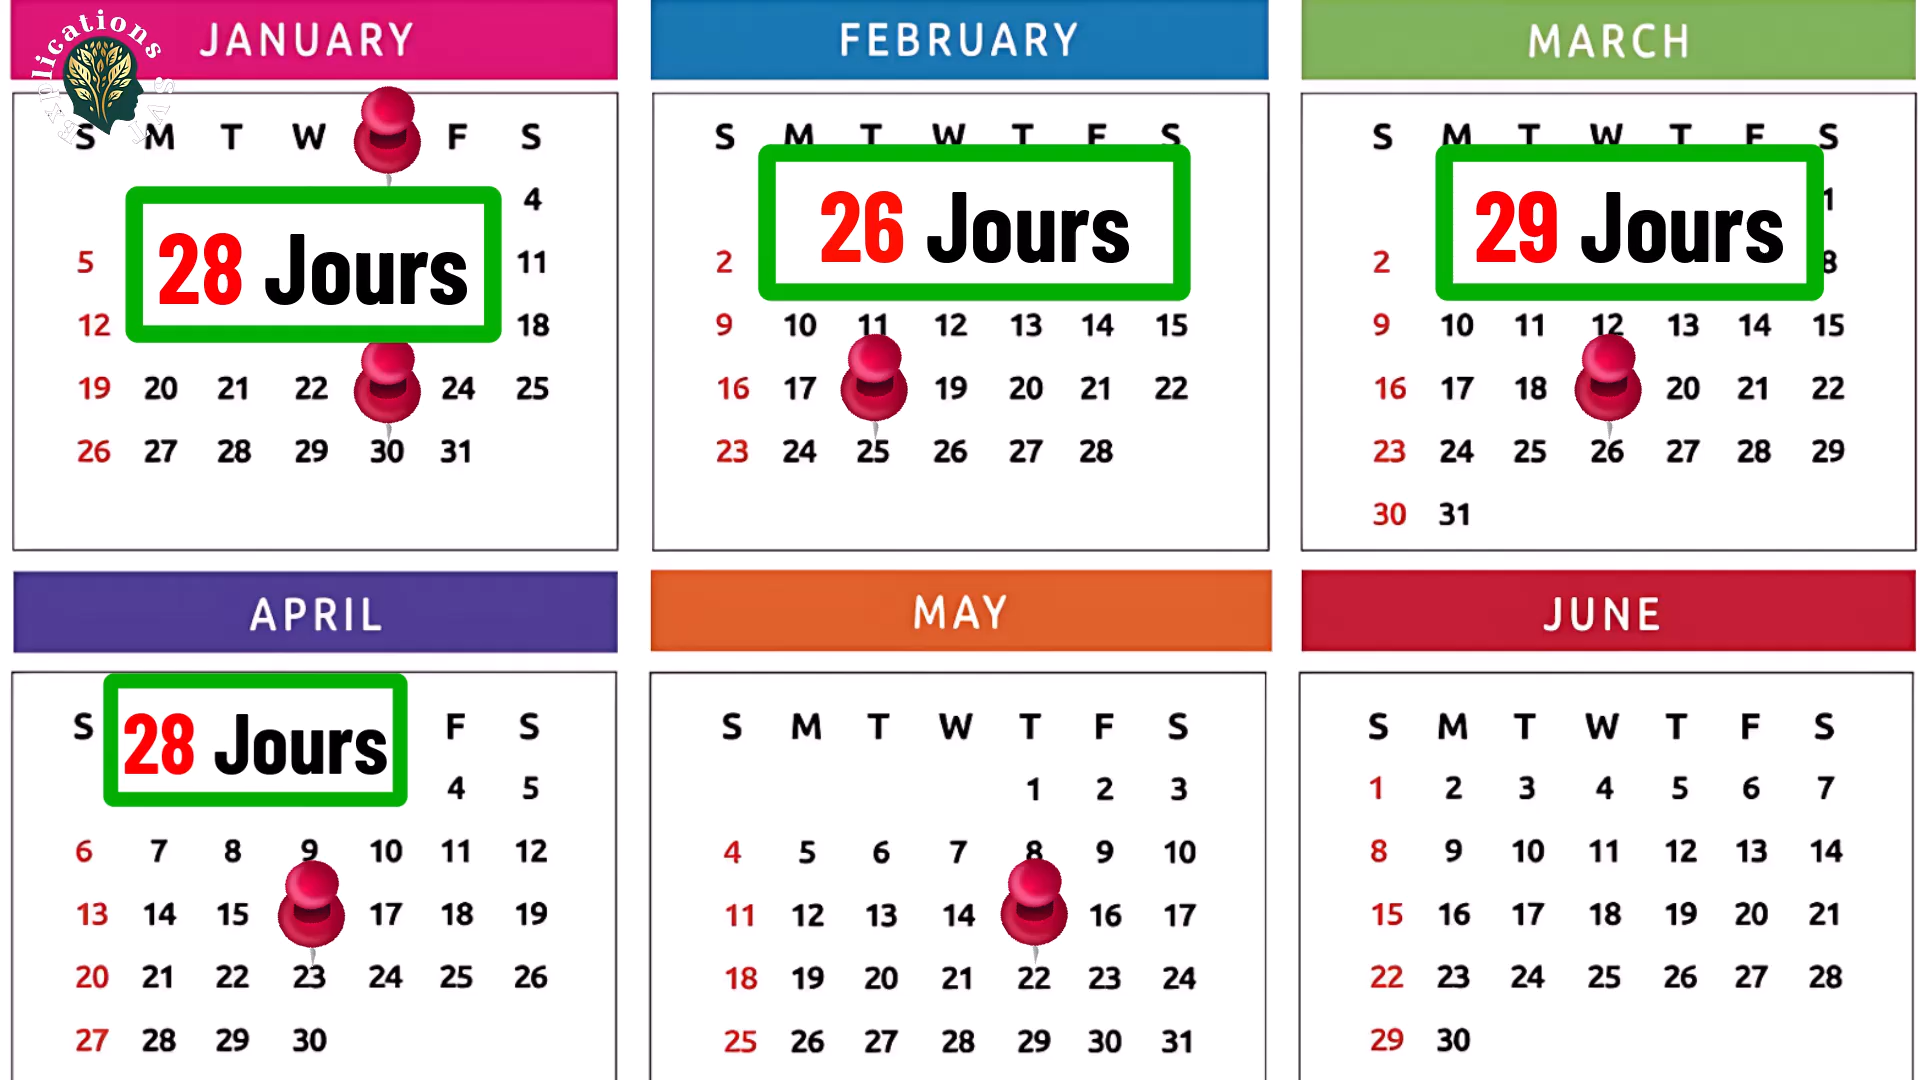 Explications SVT
JANUARY
S M T W F S
4
28 Jours
5 11
12 18
19 20 21 22 24 25
26 27 28 29 30 31
FEBRUARY
S M T W T F S
26 Jours
2
9 10 11 12 13 14 15
16 17 19 20 21 22
23 24 25 26 27 28
MARCH
S M T W T F S
1
29 Jours
2 8
9 10 11 12 13 14 15
16 17 18 20 21 22
23 24 25 26 27 28 29
30 31
APRIL
S F S
28 Jours
4 5
6 7 8 9 10 11 12
13 14 15 17 18 19
20 21 22 23 24 25 26
27 28 29 30
MAY
S M T W T F S
1 2 3
4 5 6 7 8 9 10
11 12 13 14 16 17
18 19 20 21 22 23 24
25 26 27 28 29 30 31
JUNE
S M T W T F S
1 2 3 4 5 6 7
8 9 10 11 12 13 14
15 16 17 18 19 20 21
22 23 24 25 26 27 28
29 30